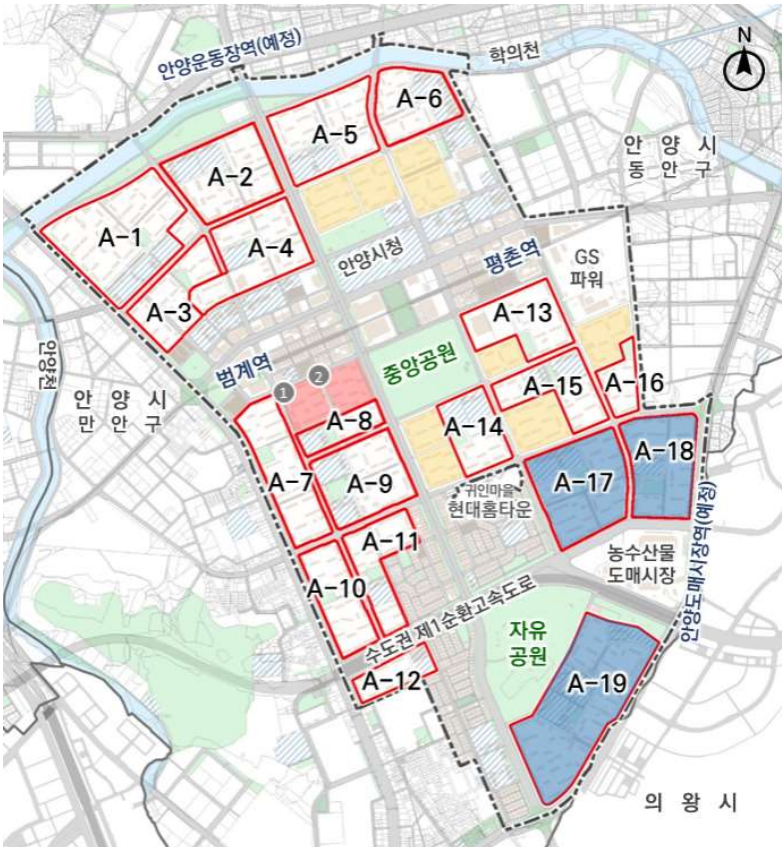 안양운동장역(예정)
학의천
N
A-6
A-5
A-2
안 양 시
동 안 구
A-1
A-4
안양시청
평촌역
GS
파워
A-3
A-13
범계역
중앙공원
안양천
안 양 시
만 안 구
1
2
A-15
A-16
A-8
A-14
A-18
A-7
A-9
A-17
귀인마을
현대홈타운
A-11
농수산물
도매시장
안양도매시장역(예정)
A-10
수도권 제1순환고속도로
자유
공원
A-12
A-19
의 왕 시